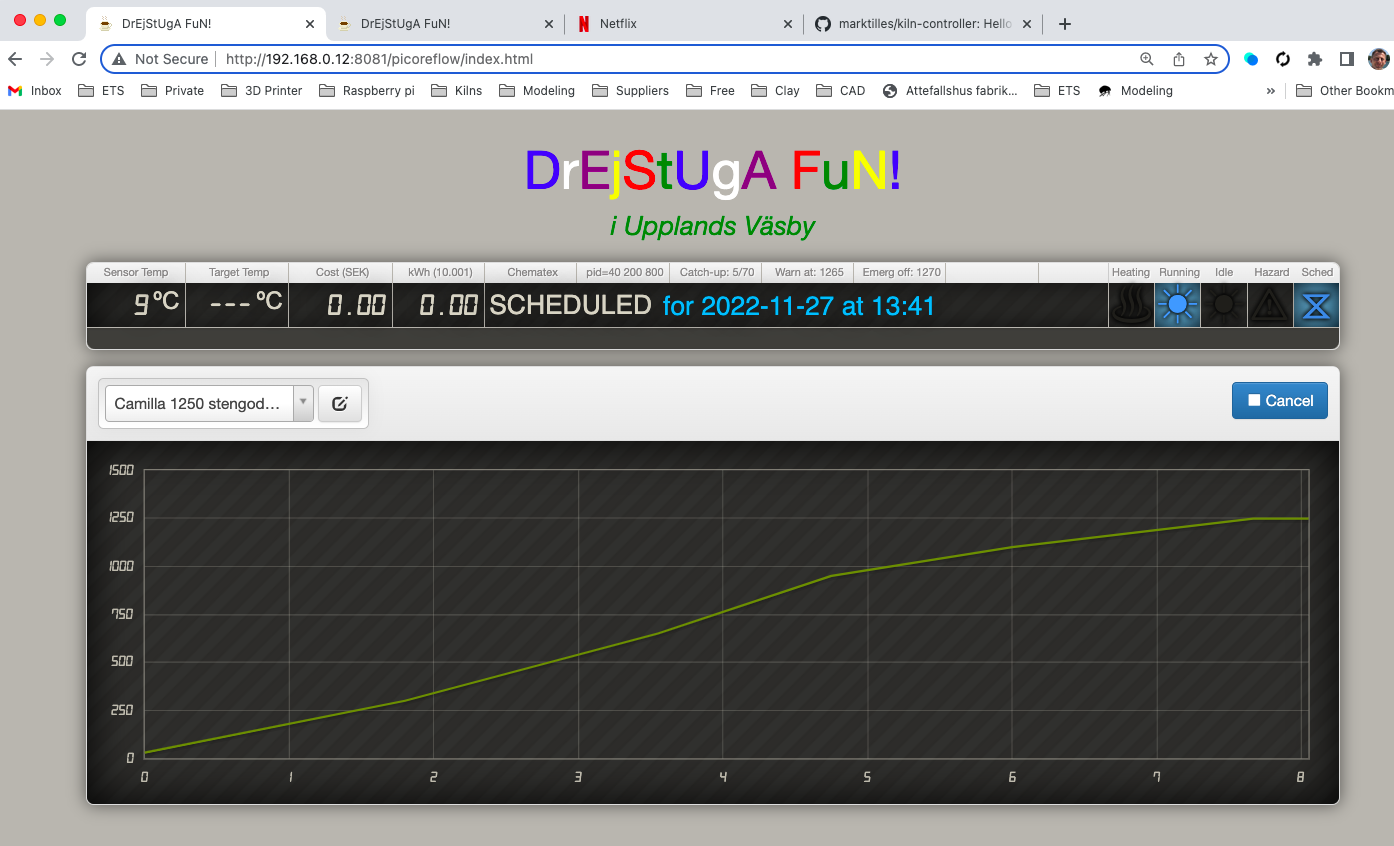 DrEjStUgA FuN!
DrEjStUgA FuN!
Netflix
marktilles/kiln-controller: Hello
Not Secure
http://192.168.0.12:8081/picoreflow/index.html
Inbox ETS Private 3D Printer Raspberry pi Kilns Modeling Suppliers Free Clay CAD Attefallshus fabrik... ETS Modeling » Other Bookm
DrEjStUgA FuN!
i Upplands Väsby
Sensor Temp Target Temp Cost (SEK) kWh (10.001) Chematex pid=40 200 800 Catch-up: 5/70 Warn at: 1265 Emerg off: 1270 Heating Running Idle Hazard Sched
9°C ---°C 0.00 0.00 SCHEDULED for 2022-11-27 at 13:41
Camilla 1250 stengod...
Cancel
1500
1250
1000
750
500
250
0
0 1 2 3 4 5 6 7 8